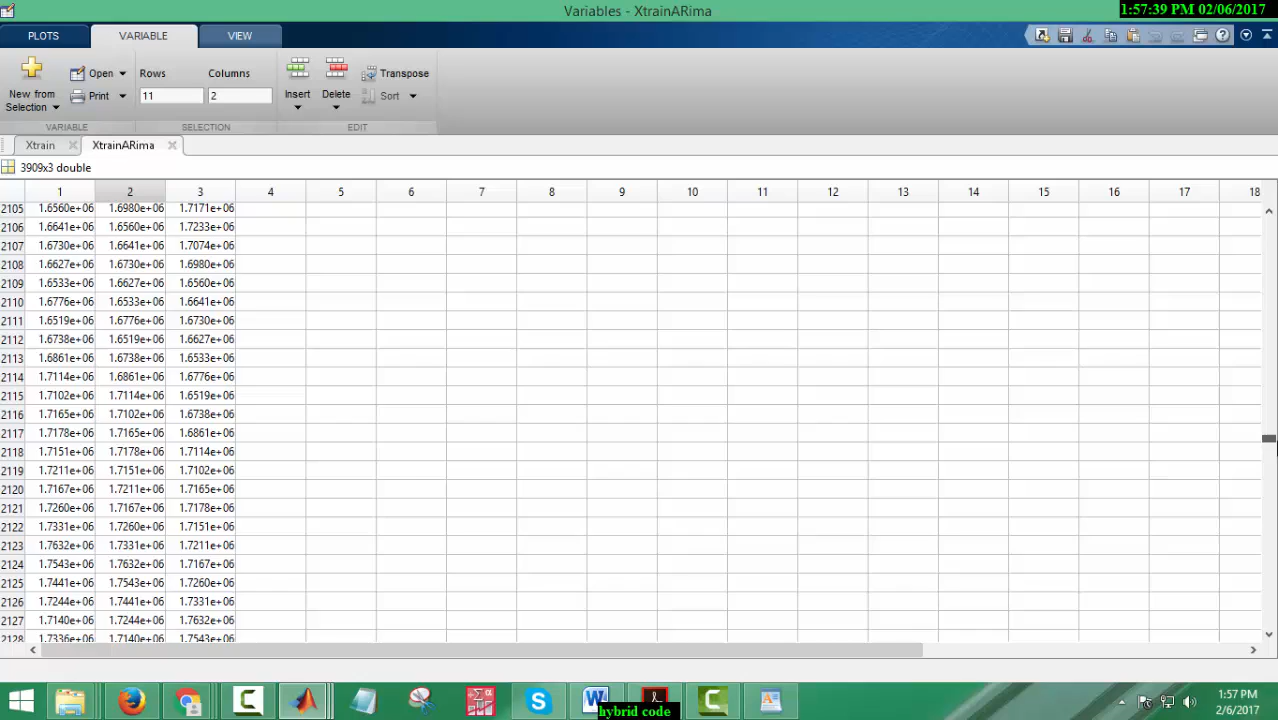 Variables - XtrainARima
1:57:39 PM 02/06/2017
PLOTS VARIABLE VIEW
New from Selection Open Print Rows 11 Columns 2 Insert Delete Transpose Sort
VARIABLE SELECTION EDIT
Xtrain XtrainARima
3909x3 double
1 2 3 4 5 6 7 8 9 10 11 12 13 14 15 16 17 18
2105 1.6560e+06 1.6980e+06 1.7171e+06
2106 1.6641e+06 1.6560e+06 1.7233e+06
2107 1.6730e+06 1.6641e+06 1.7074e+06
2108 1.6627e+06 1.6730e+06 1.6980e+06
2109 1.6533e+06 1.6627e+06 1.6560e+06
2110 1.6776e+06 1.6533e+06 1.6641e+06
2111 1.6519e+06 1.6776e+06 1.6730e+06
2112 1.6738e+06 1.6519e+06 1.6627e+06
2113 1.6861e+06 1.6738e+06 1.6533e+06
2114 1.7114e+06 1.6861e+06 1.6776e+06
2115 1.7102e+06 1.7114e+06 1.6519e+06
2116 1.7165e+06 1.7102e+06 1.6738e+06
2117 1.7178e+06 1.7165e+06 1.6861e+06
2118 1.7151e+06 1.7178e+06 1.7114e+06
2119 1.7211e+06 1.7151e+06 1.7102e+06
2120 1.7167e+06 1.7211e+06 1.7165e+06
2121 1.7260e+06 1.7167e+06 1.7178e+06
2122 1.7331e+06 1.7260e+06 1.7151e+06
2123 1.7632e+06 1.7331e+06 1.7211e+06
2124 1.7543e+06 1.7632e+06 1.7167e+06
2125 1.7441e+06 1.7543e+06 1.7260e+06
2126 1.7244e+06 1.7441e+06 1.7331e+06
2127 1.7140e+06 1.7244e+06 1.7632e+06
2128 1.7336e+06 1.7140e+06 1.7543e+06
hybrid code
1:57 PM
2/6/2017